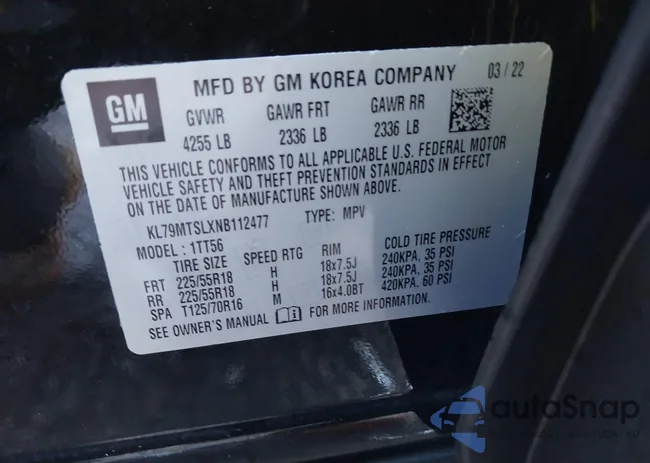 GM
MFD BY GM KOREA COMPANY 03 / 22
GVWR GAWR FRT GAWR RR
4255 LB 2336 LB 2336 LB
THIS VEHICLE CONFORMS TO ALL APPLICABLE U.S. FEDERAL MOTOR
VEHICLE SAFETY AND THEFT PREVENTION STANDARDS IN EFFECT
ON THE DATE OF MANUFACTURE SHOWN ABOVE.
KL79MTSLXNB112477 TYPE: MPV
MODEL : 1TT56
TIRE SIZE SPEED RTG RIM COLD TIRE PRESSURE
FRT 225/55R18 H 18x7.5J 240KPA, 35 PSI
RR 225/55R18 H 18x7.5J 240KPA, 35 PSI
SPA T125/70R16 M 16x4.0BT 420KPA, 60 PSI
SEE OWNER'S MANUAL FOR MORE INFORMATION.
autoSnap